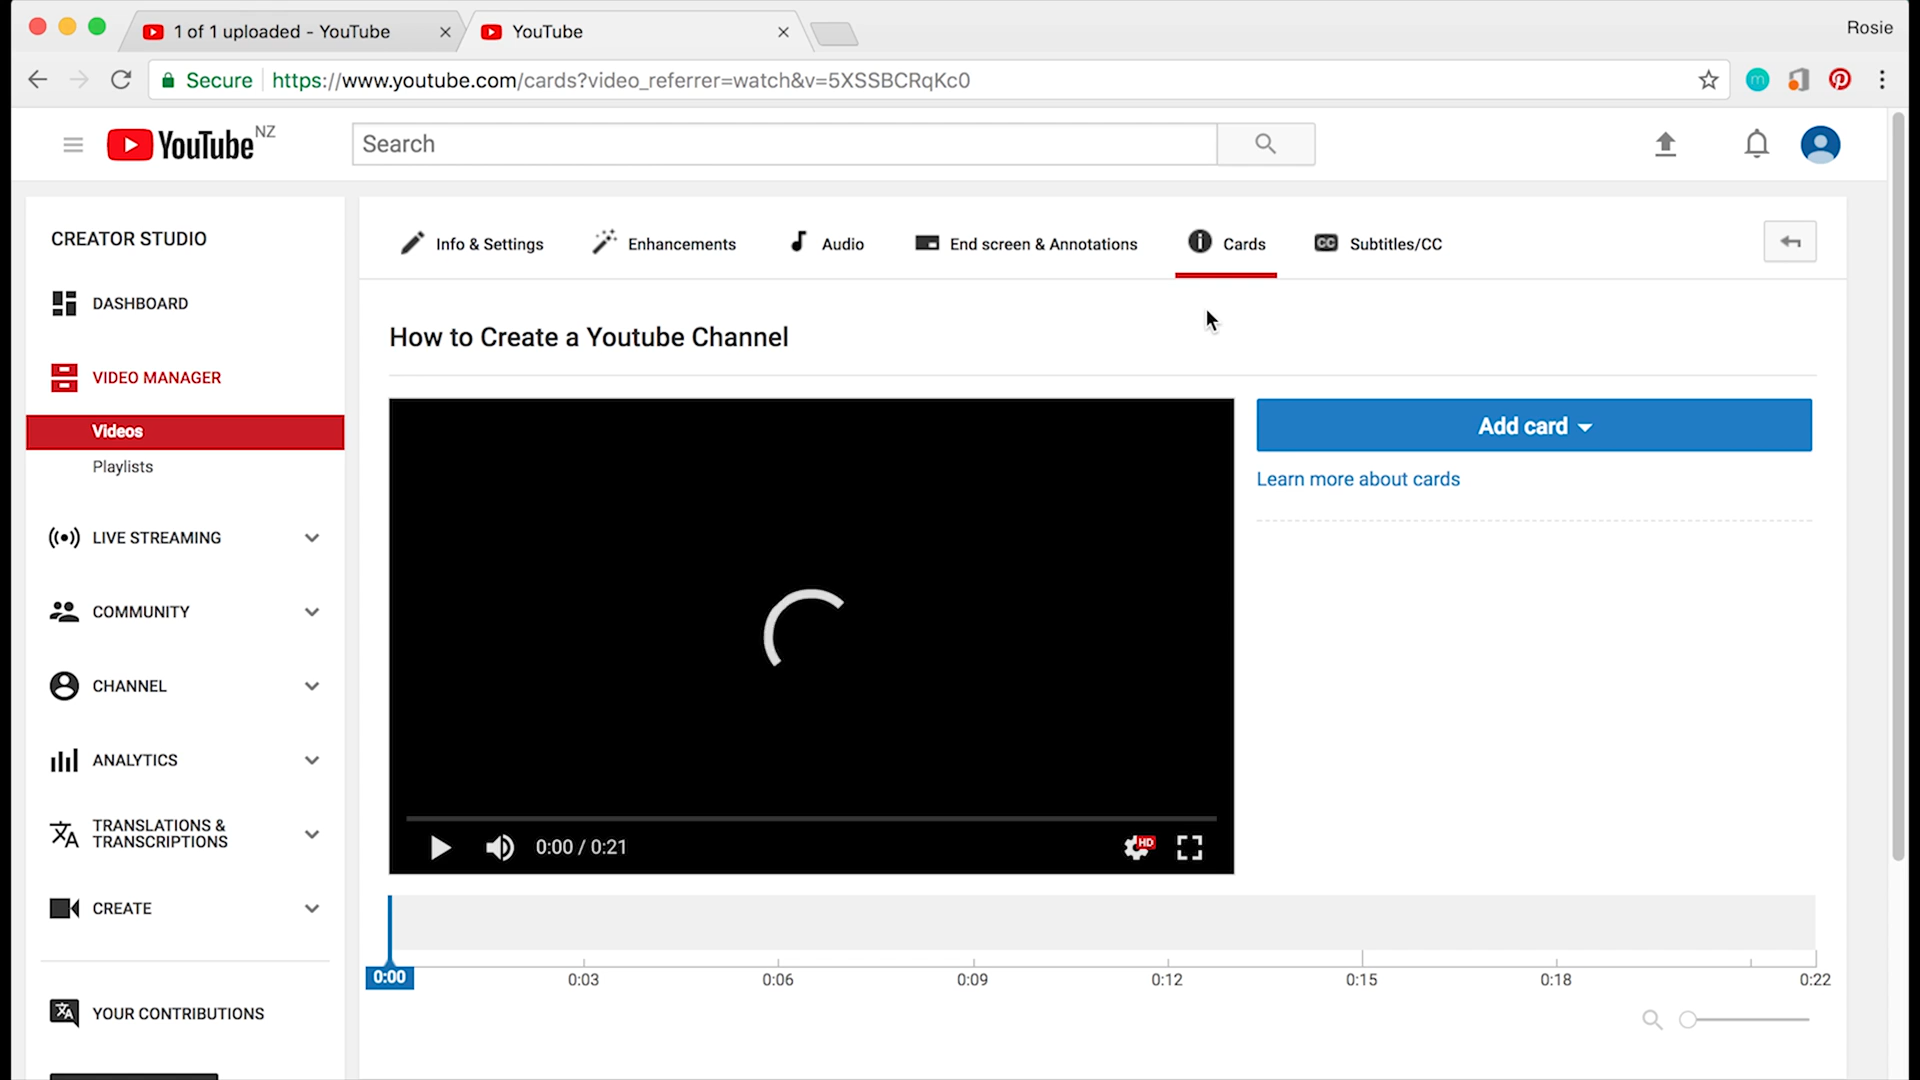 1 of 1 uploaded - YouTube
YouTube
Rosie
Secure
https://www.youtube.com/cards?video_referrer=watch&v=5XSSBCRqKc0
m
YouTube NZ
Search
CREATOR STUDIO
DASHBOARD
VIDEO MANAGER
Videos
Playlists
LIVE STREAMING
COMMUNITY
CHANNEL
ANALYTICS
TRANSLATIONS &
TRANSCRIPTIONS
CREATE
YOUR CONTRIBUTIONS
Info & Settings
Enhancements
Audio
End screen & Annotations
Cards
CC Subtitles/CC
How to Create a Youtube Channel
Add card
Learn more about cards
0:00 / 0:21
HD
0:00
0:03
0:06
0:09
0:12
0:15
0:18
0:22